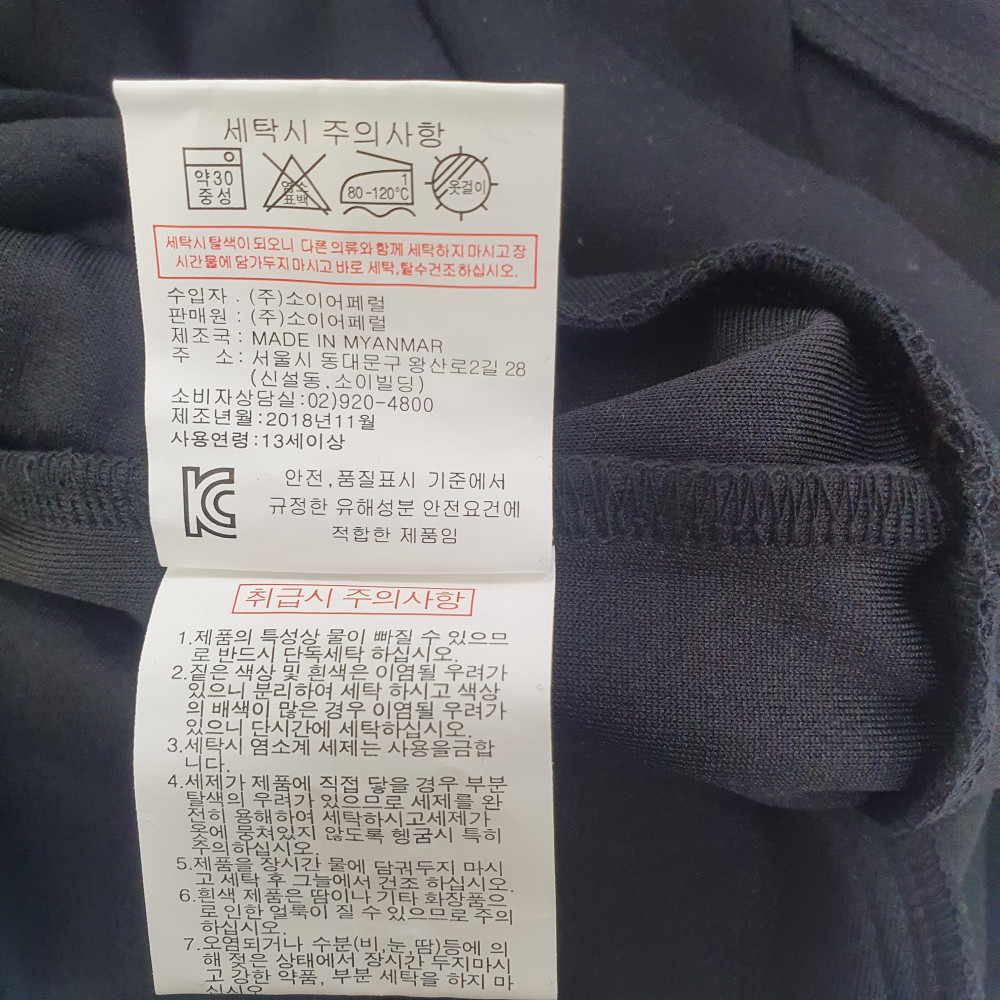 세탁시 주의사항
약30
중성
염소
표백
1
80-120℃
옷걸이
세탁시 탈색이 되오니 다른 의류와 함께 세탁하지 마시고 장
시간 물에 담가두지 마시고 바로 세탁,탈수건조 하십시오.
수입자 : (주)소이어페럴
판매원 : (주)소이어페럴
제조국 : MADE IN MYANMAR
주 소 : 서울시 동대문구 왕산로2길 28
(신설동,소이빌딩)
소비자상담실:02)920-4800
제조년월:2018년11월
사용연령:13세이상
KC
안전,품질표시 기준에서
규정한 유해성분 안전요건에
적합한 제품임
취급시 주의사항
1.제품의 특성상 물이 빠질 수 있으므
로 반드시 단독세탁 하십시오.
2.짙은 색상 및 흰색은 이염될 우려가
있으니 분리하여 세탁 하시고 색상
의 배색이 많은 경우 이염될 우려가
있으니 단시간에 세탁하십시오.
3.세탁시 염소계 세제는 사용을금합
니다.
4.세제가 제품에 직접 닿을 경우 부분
탈색의 우려가 있으므로 세제를 완
전히 용해하여 세탁하시고세제가
옷에 뭉쳐있지 않도록 헹굼시 특히
주의하십시오.
5.제품을 장시간 물에 담궈두지 마시
고 세탁 후 그늘에서 건조 하십시오.
6.흰색 제품은 땀이나 기타 화장품으
로 인한 얼룩이 질 수 있으므로 주의
하십시오.
7.오염되거나 수분(비,눈,땀)등에 의
해 젖은 상태에서 장시간 두지마시
고 강한 약품, 부분 세탁을 하지 마
십시오